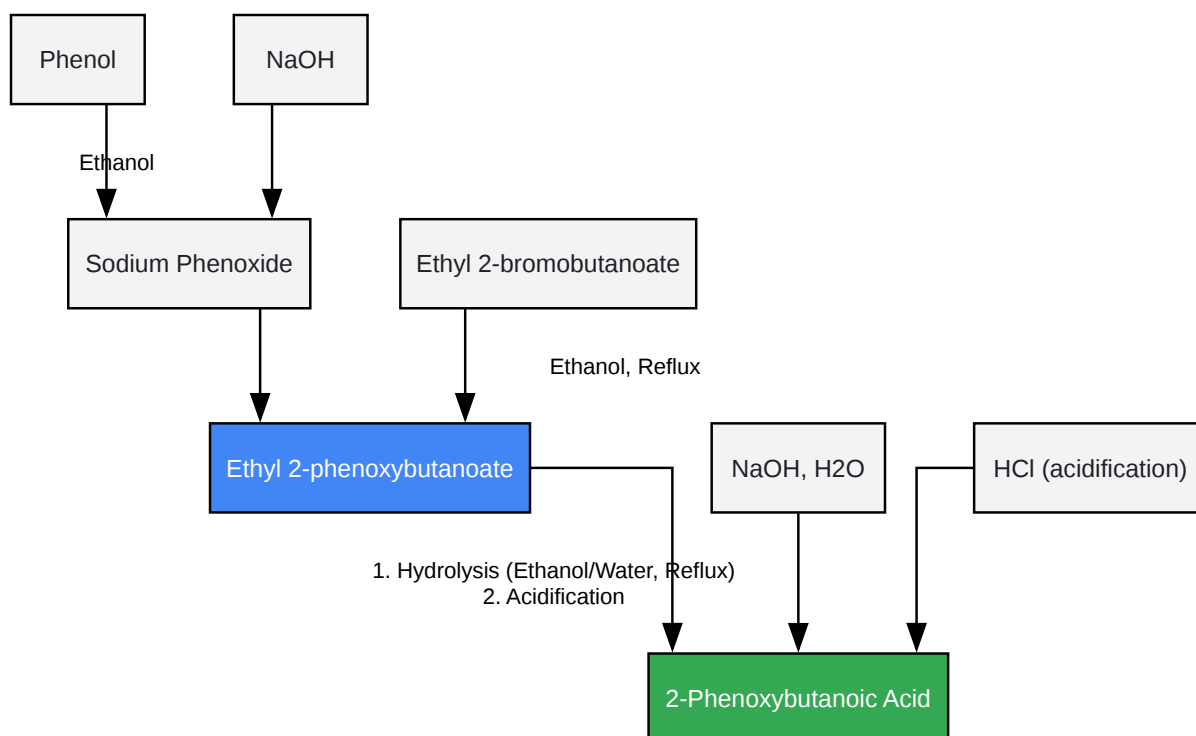 Phenol
NaOH
Ethanol
Sodium Phenoxide
Ethyl 2-bromobutanoate
Ethanol, Reflux
Ethyl 2-phenoxybutanoate
NaOH, H2O
HCl (acidification)
1. Hydrolysis (Ethanol/Water, Reflux)
2. Acidification
2-Phenoxybutanoic Acid